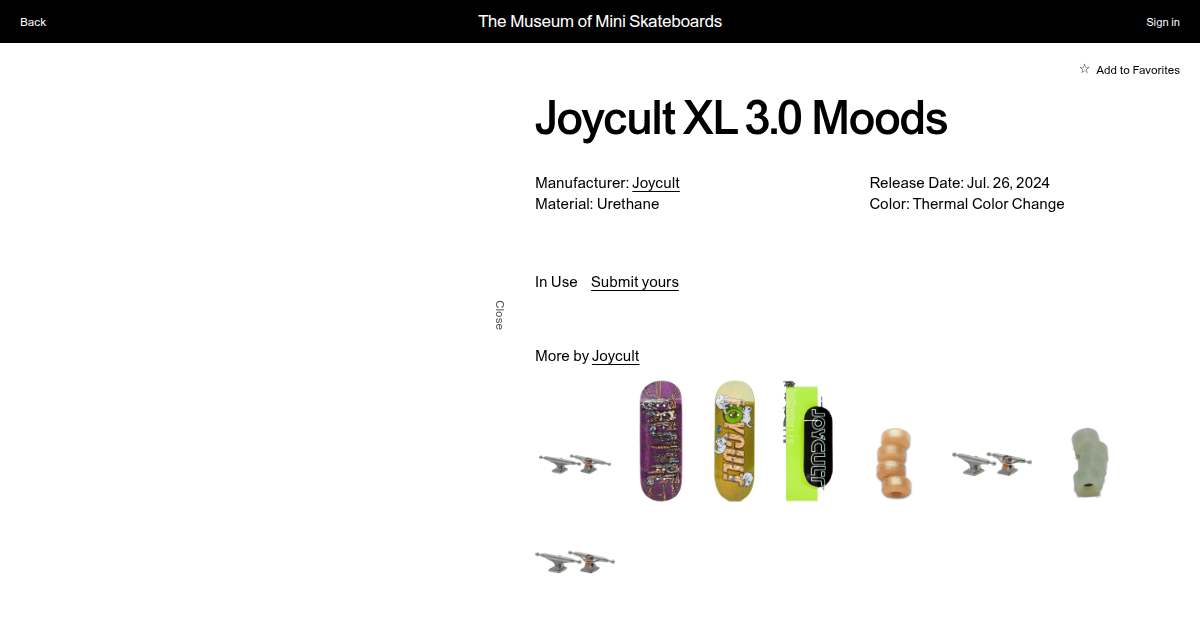 Back
The Museum of Mini Skateboards
Sign in
☆ Add to Favorites
Joycult XL 3.0 Moods
Manufacturer: Joycult
Material: Urethane
Release Date: Jul. 26, 2024
Color: Thermal Color Change
In Use Submit yours
Close
More by Joycult
JOYCULT
JOYCULT